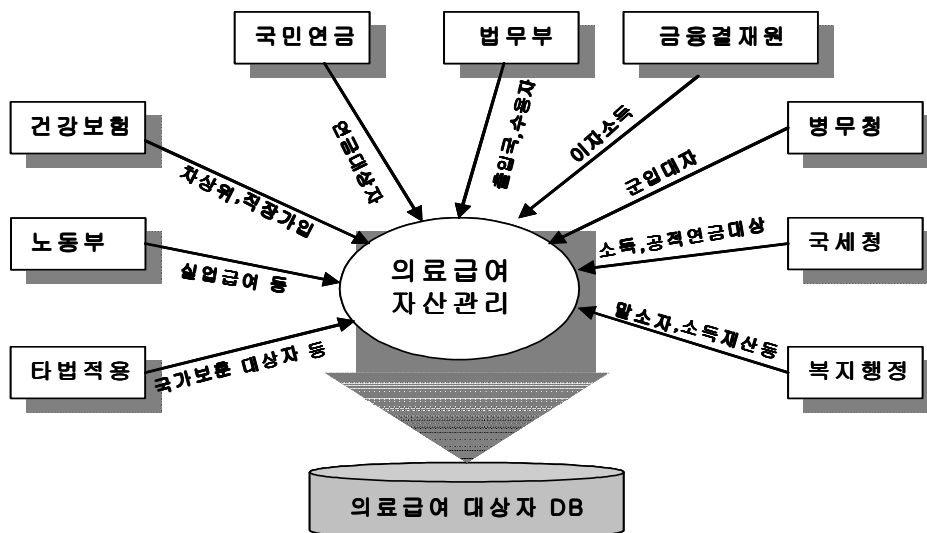 국민연금
법무부
금융결재원
건강보험
병무청
연금대상자
출입국,수용자
이자소득
군입대자
차상위,직장가입
노동부
국세청
소득,공적연금대상
실업급여 등
의료급여
자산관리
타법적용
국가보훈 대상자 등
말소자,소득재산등
복지행정
의료급여 대상자 DB